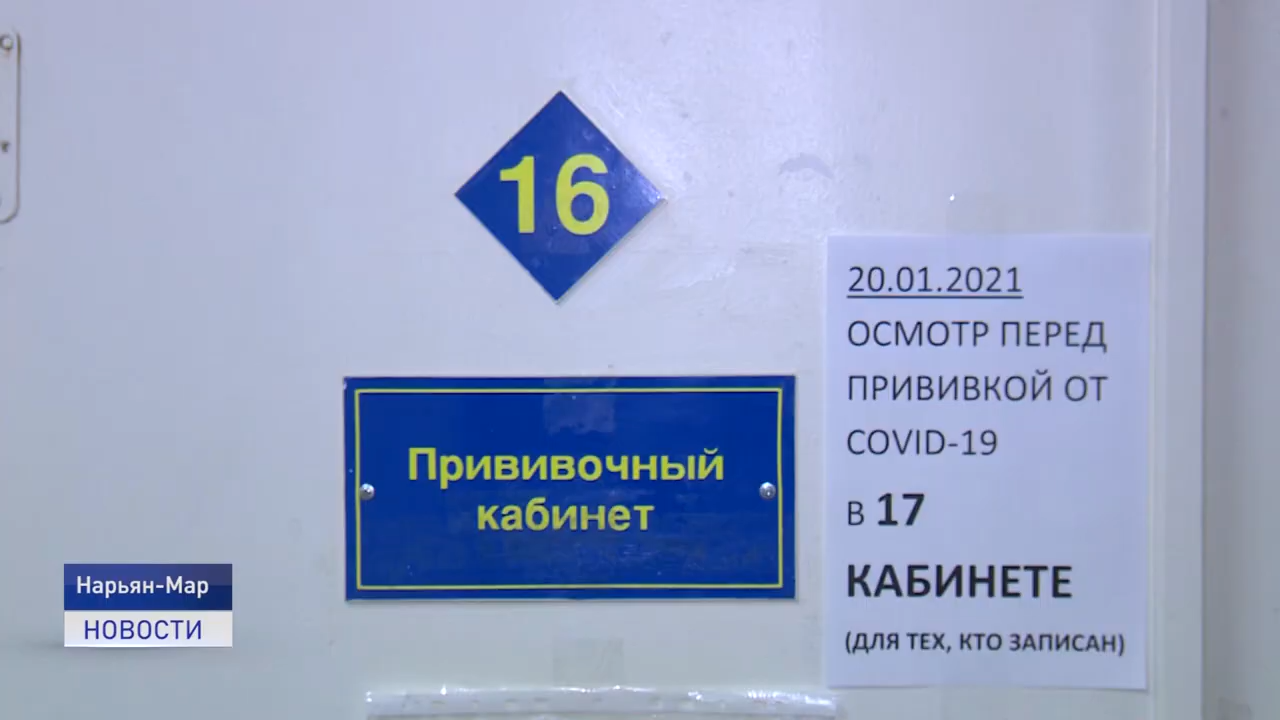 16
Прививочный
кабинет
20.01.2021
ОСМОТР ПЕРЕД
ПРИВИВКОЙ ОТ
COVID-19
В 17
КАБИНЕТЕ
(ДЛЯ ТЕХ, КТО ЗАПИСАН)
Нарьян-Мар
НОВОСТИ